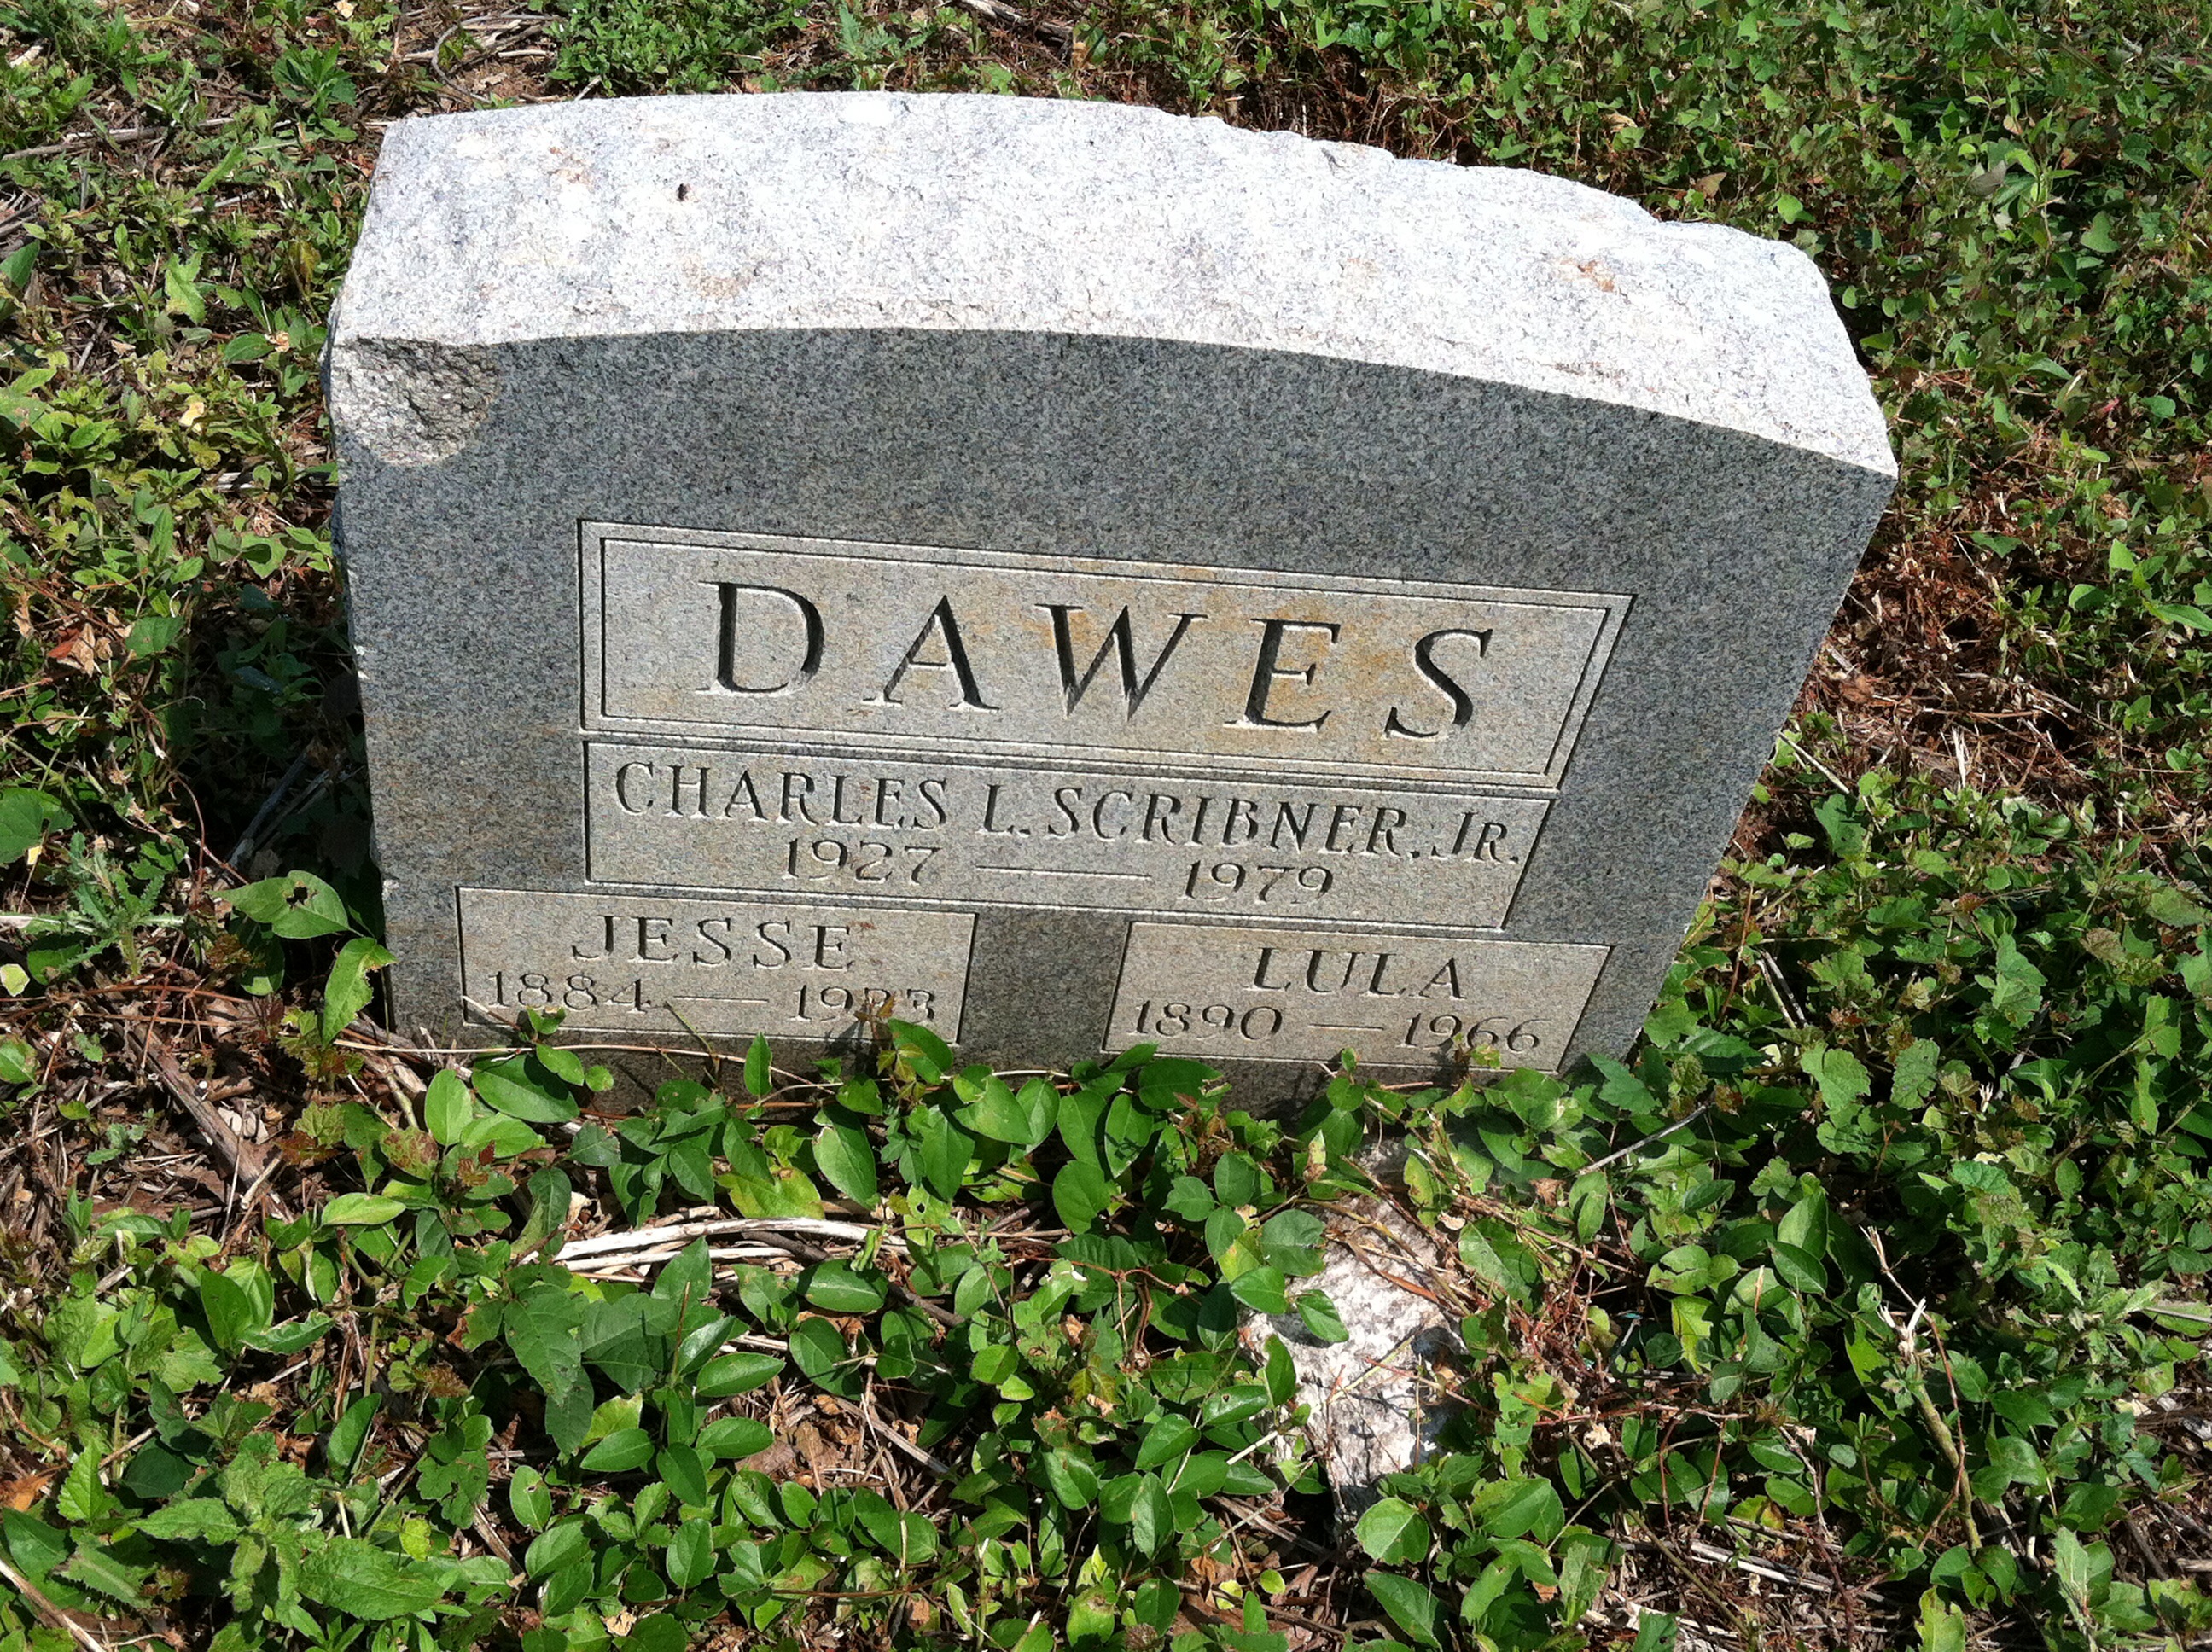 DAWES
CHARLES L. SCRIBNER, JR.
1927 — 1979
JESSE
1884 —
LULA
1890 — 1966